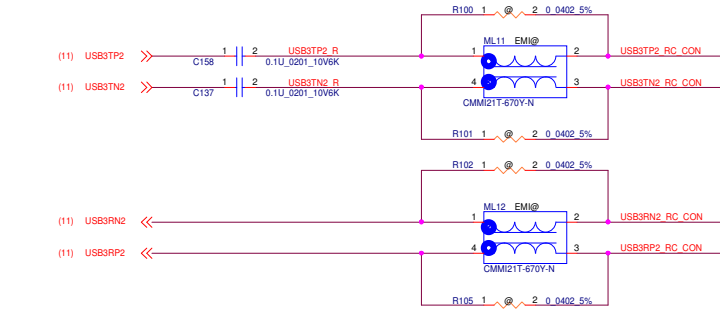 R100 1 @ 2 0_0402_5%
ML11 EMI@
(11) USB3TP2 1 2 USB3TP2_R 1 2 USB3TP2_RC_CON
C158 0.1U_0201_10V6K
(11) USB3TN2 1 2 USB3TN2_R 4 3 USB3TN2_RC_CON
C137 0.1U_0201_10V6K
CMMI21T-670Y-N
R101 1 @ 2 0_0402_5%
R102 1 @ 2 0_0402_5%
ML12 EMI@
(11) USB3RN2 1 2 USB3RN2_RC_CON
(11) USB3RP2 4 3 USB3RP2_RC_CON
CMMI21T-670Y-N
R105 1 @ 2 0_0402_5%